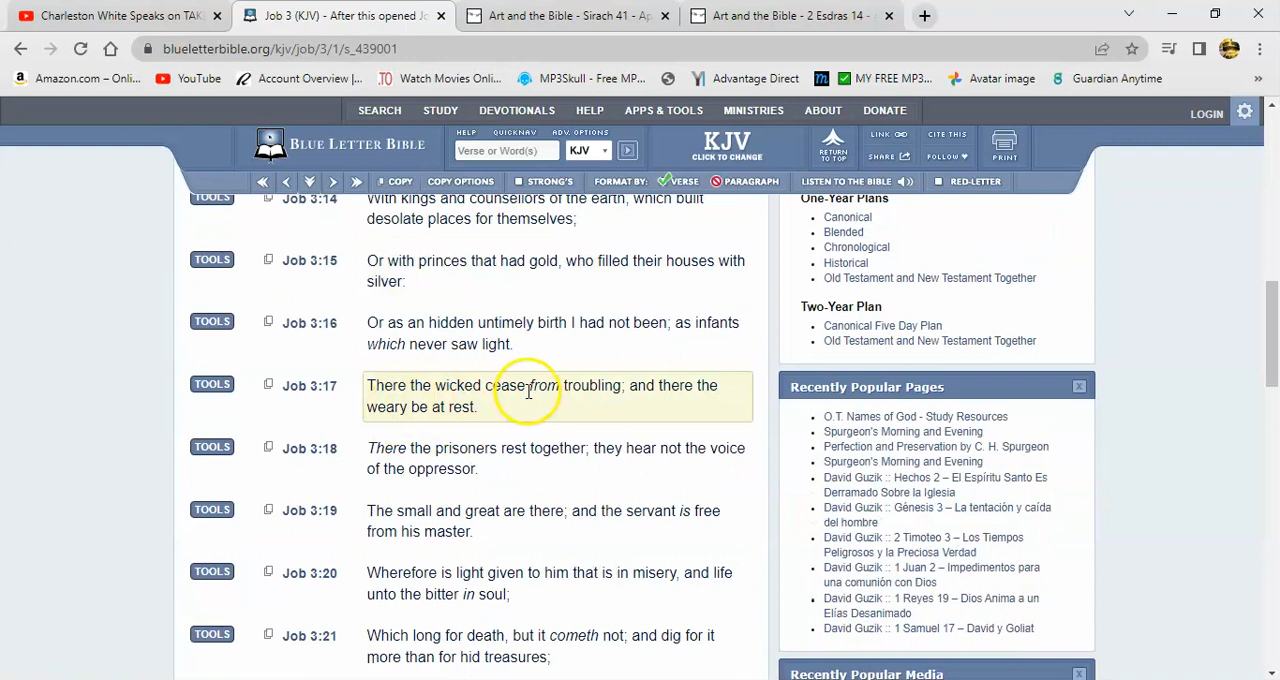 Charleston White Speaks on TAKE
Job 3 (KJV) - After this opened Jo
Art and the Bible - Sirach 41 - Ap
Art and the Bible - 2 Esdras 14 -
blueletterbible.org/kjv/job/3/1/s_439001
Amazon.com – Onli...
YouTube
Account Overview |...
Watch Movies Onli...
MP3Skull - Free MP...
Advantage Direct
MY FREE MP3...
Avatar image
Guardian Anytime
SEARCH STUDY DEVOTIONALS HELP APPS & TOOLS MINISTRIES ABOUT DONATE
LOGIN
BLUE LETTER BIBLE
HELP QUICKNAV ADV. OPTIONS
Verse or Word(s)
KJV
KJV
CLICK TO CHANGE
RETURN
TO TOP
LINK
SHARE
CITE THIS
FOLLOW
PRINT
COPY COPY OPTIONS STRONG'S FORMAT BY: VERSE PARAGRAPH LISTEN TO THE BIBLE RED-LETTER
TOOLS Job 3:14 With kings and counsellors of the earth, which built
desolate places for themselves;
TOOLS Job 3:15 Or with princes that had gold, who filled their houses with
silver:
TOOLS Job 3:16 Or as an hidden untimely birth I had not been; as infants
which never saw light.
TOOLS Job 3:17 There the wicked cease from troubling; and there the
weary be at rest.
TOOLS Job 3:18 There the prisoners rest together; they hear not the voice
of the oppressor.
TOOLS Job 3:19 The small and great are there; and the servant is free
from his master.
TOOLS Job 3:20 Wherefore is light given to him that is in misery, and life
unto the bitter in soul;
TOOLS Job 3:21 Which long for death, but it cometh not; and dig for it
more than for hid treasures;
One-Year Plans
Canonical
Blended
Chronological
Historical
Old Testament and New Testament Together
Two-Year Plan
Canonical Five Day Plan
Old Testament and New Testament Together
Recently Popular Pages
O.T. Names of God - Study Resources
Spurgeon's Morning and Evening
Perfection and Preservation by C. H. Spurgeon
Spurgeon's Morning and Evening
David Guzik :: Hechos 2 – El Espíritu Santo Es
Derramado Sobre la Iglesia
David Guzik :: Génesis 3 – La tentación y caída
del hombre
David Guzik :: 2 Timoteo 3 – Los Tiempos
Peligrosos y la Preciosa Verdad
David Guzik :: 1 Juan 2 – Impedimentos para
una comunión con Dios
David Guzik :: 1 Reyes 19 – Dios Anima a un
Elías Desanimado
David Guzik :: 1 Samuel 17 – David y Goliat
Recently Popular Media